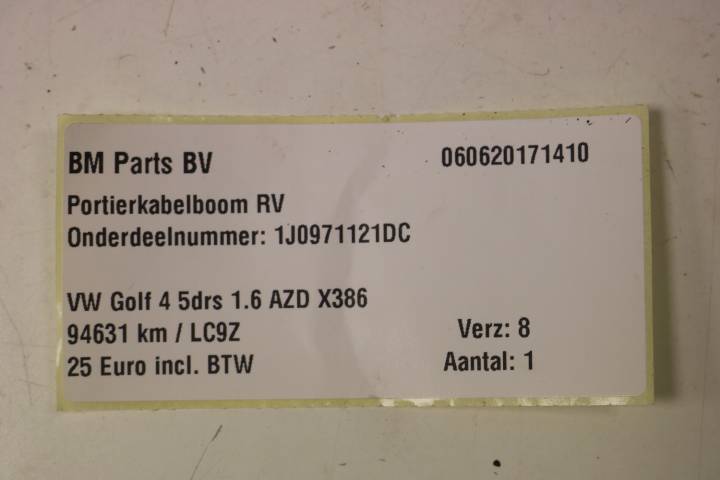 BM Parts BV 060620171410
Portierkabelboom RV
Onderdeelnummer: 1J0971121DC
VW Golf 4 5drs 1.6 AZD X386
94631 km / LC9Z Verz: 8
25 Euro incl. BTW Aantal: 1